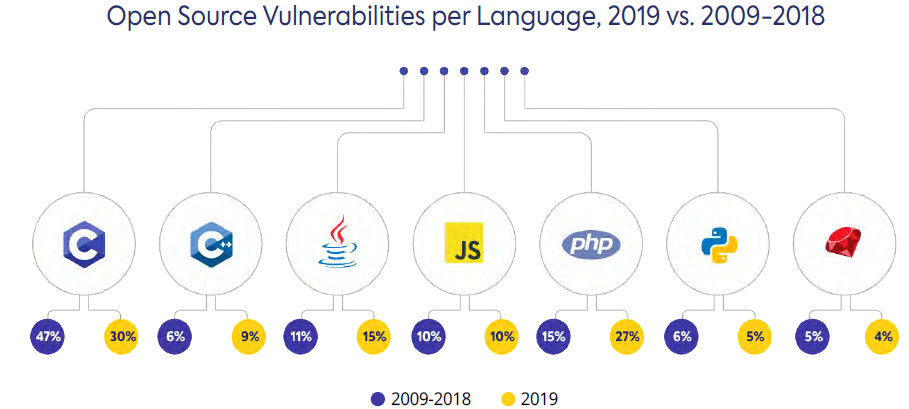 Open Source Vulnerabilities per Language, 2019 vs. 2009-2018
C
C++
JS
php
47% 30% 6% 9% 11% 15% 10% 10% 15% 27% 6% 5% 5% 4%
2009-2018 2019